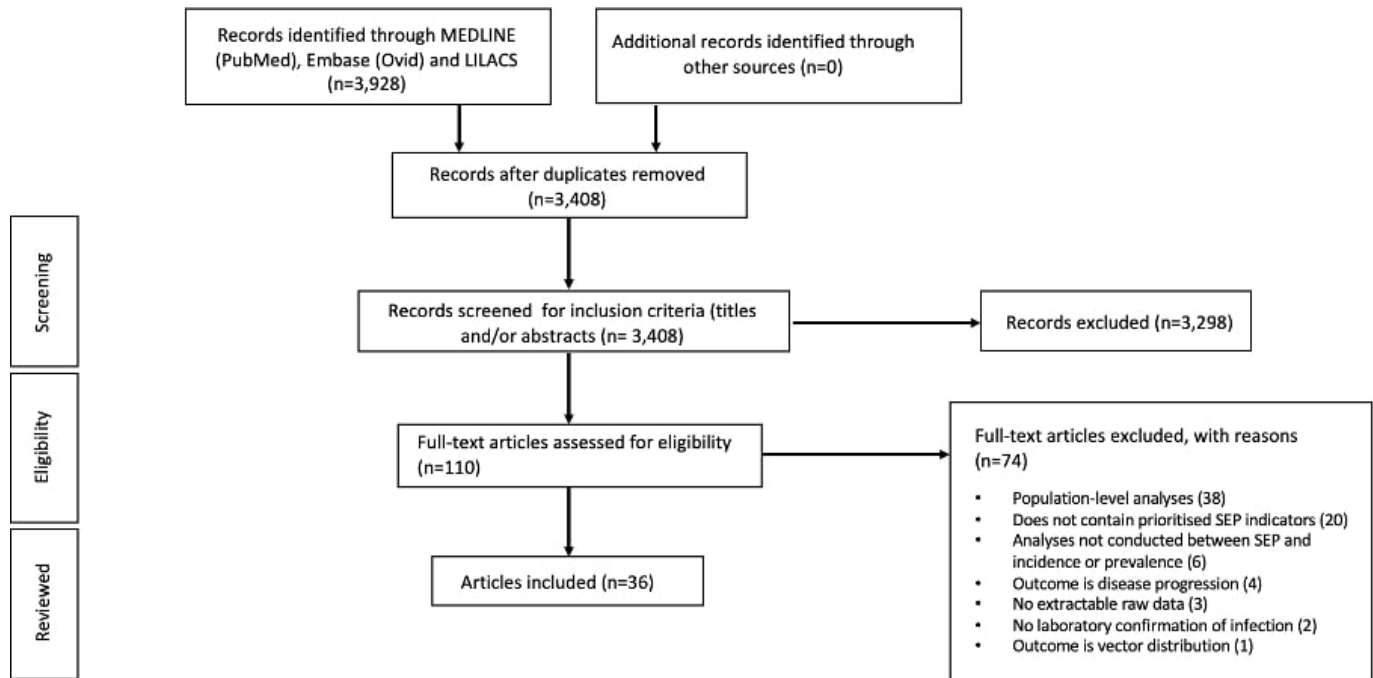 Records identified through MEDLINE
(PubMed), Embase (Ovid) and LILACS
(n=3,928)
Additional records identified through
other sources (n=0)
Records after duplicates removed
(n=3,408)
Screening
Records screened  for inclusion criteria (titles
and/or abstracts (n= 3,408)
Records excluded (n=3,298)
Eligibility
Full-text articles assessed for eligibility
(n=110)
Full-text articles excluded, with reasons
(n=74)
• Population-level analyses (38)
• Does not contain prioritised SEP indicators (20)
• Analyses not conducted between SEP and
incidence or prevalence (6)
• Outcome is disease progression (4)
• No extractable raw data (3)
• No laboratory confirmation of infection (2)
• Outcome is vector distribution (1)
Reviewed
Articles included (n=36)